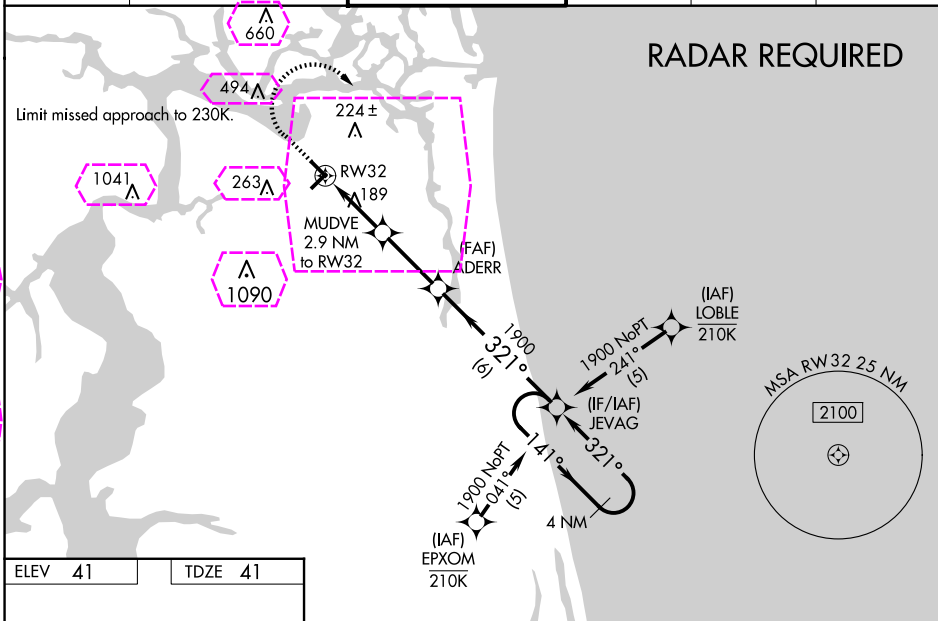 660
RADAR REQUIRED
494
Limit missed approach to 230K.
224 ±
RW32
1041
263
189
MUDVE
2.9 NM
to RW32
(FAF)
ADERR
1090
(IAF)
LOBLE
210K
1900
321°
(6)
1900 NoPT
241°
(5)
MSA RW32 25 NM
2100
(IF/IAF)
JEVAG
141°
321°
1900 NoPT
041°
(5)
4 NM
(IAF)
EPXOM
210K
ELEV 41
TDZE 41